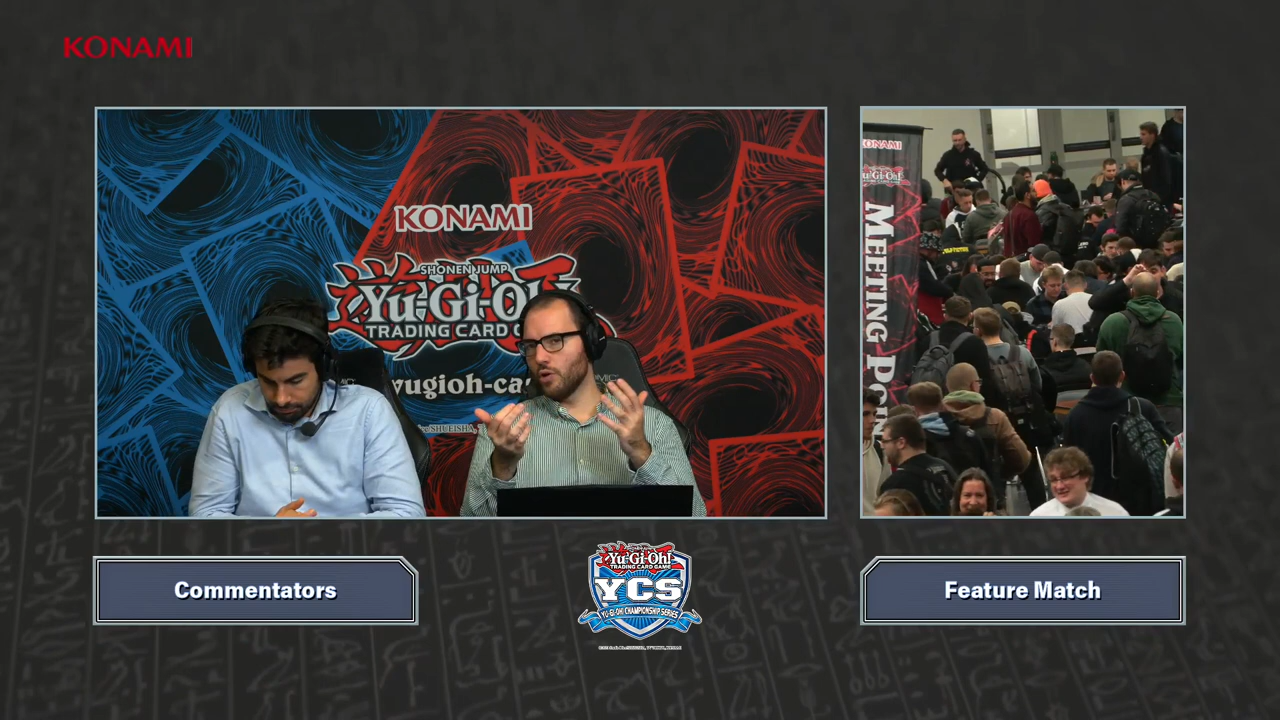 KONAMI
KONAMI
SHONEN JUMP
Yu-Gi-Oh!
TRADING CARD G
yugioh-ca
KONAMI
Yu-Gi-Oh!
MEETING POIN
Commentators
Yu-Gi-Oh!
TRADING CARD GAME
YCS
YU-GI-OH! CHAMPIONSHIP SERIES
Feature Match